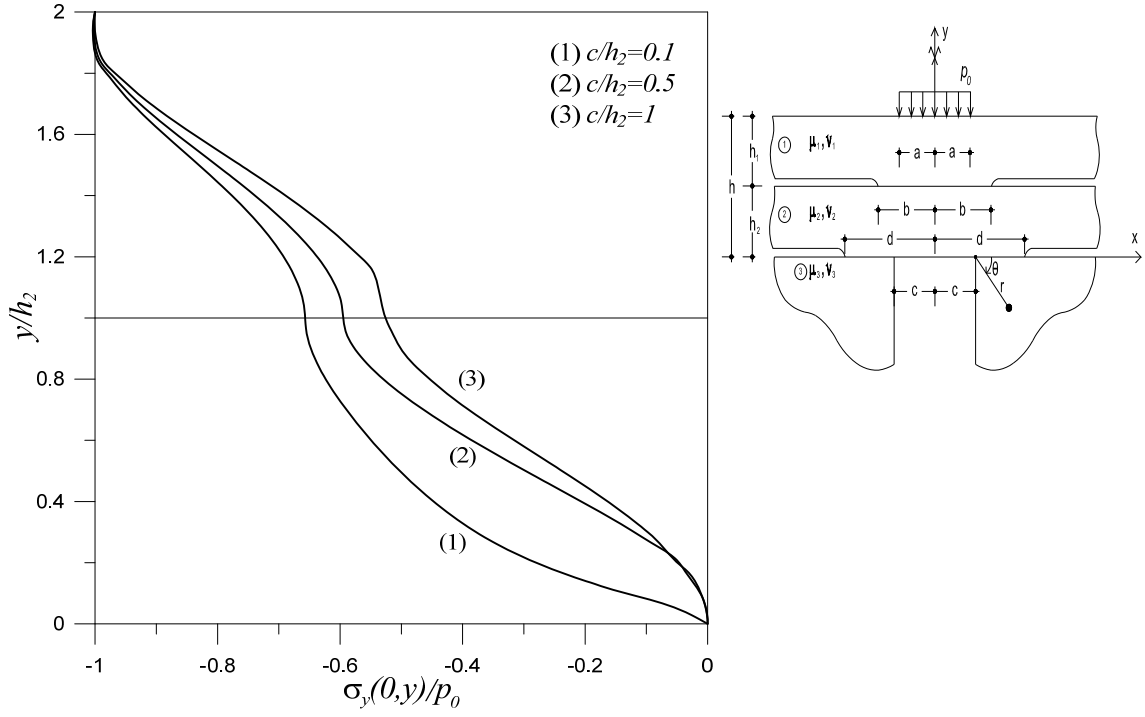 2
1.6
1.2
0.8
0.4
0
y/h₂
-1
-0.8
-0.6
-0.4
-0.2
0
σy(0,y)/p₀
(1) c/h₂=0.1
(2) c/h₂=0.5
(3) c/h₂=1
(3)
(2)
(1)
y
p₀
① μ₁,ν₁
a a
h
h₁
② μ₂,ν₂
b b
h₂
d d
x
③ μ₃,ν₃
θ
c c
r